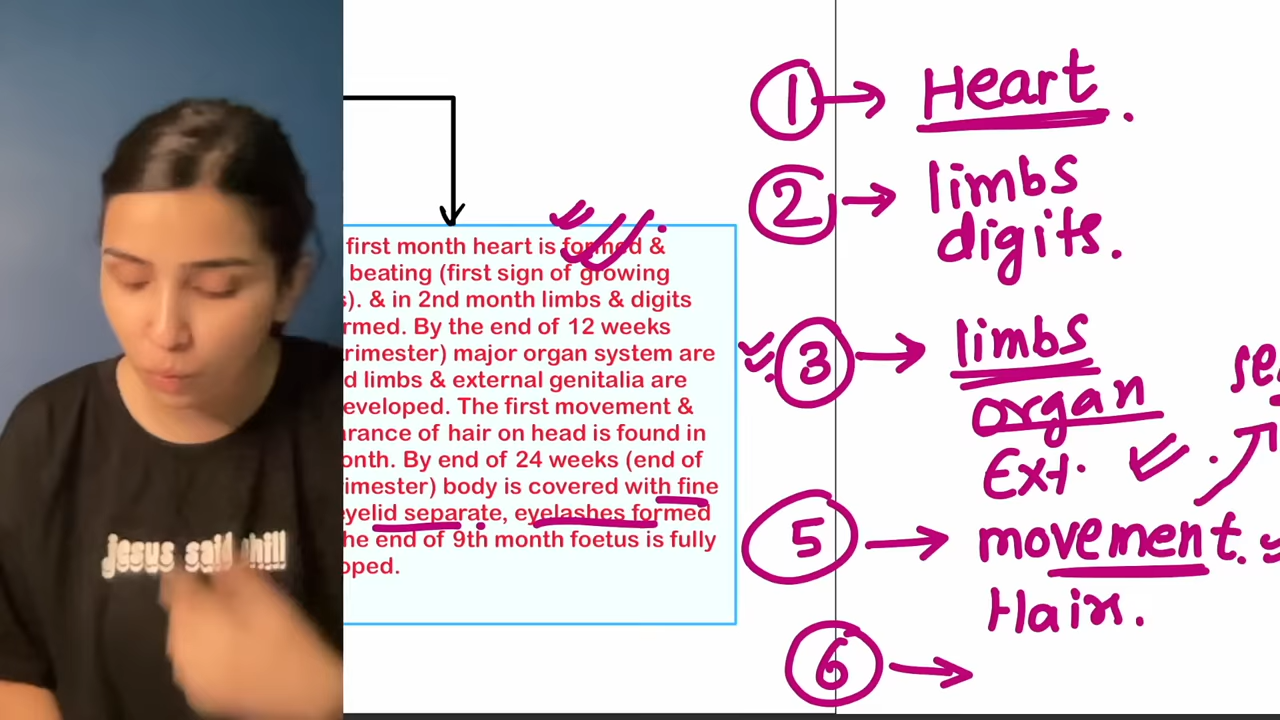 jesus said chill
first month heart is formed &
beating (first sign of growing
). & in 2nd month limbs & digits
rmed. By the end of 12 weeks
rimester) major organ system are
d limbs & external genitalia are
eveloped. The first movement &
arance of hair on head is found in
onth. By end of 24 weeks (end of
imester) body is covered with fine
eyelid separate, eyelashes formed
he end of 9th month foetus is fully
oped.
1 → Heart.
2 → limbs
digits.
3 → limbs
organ
Ext.
5 → movement.
Hair.
6 →